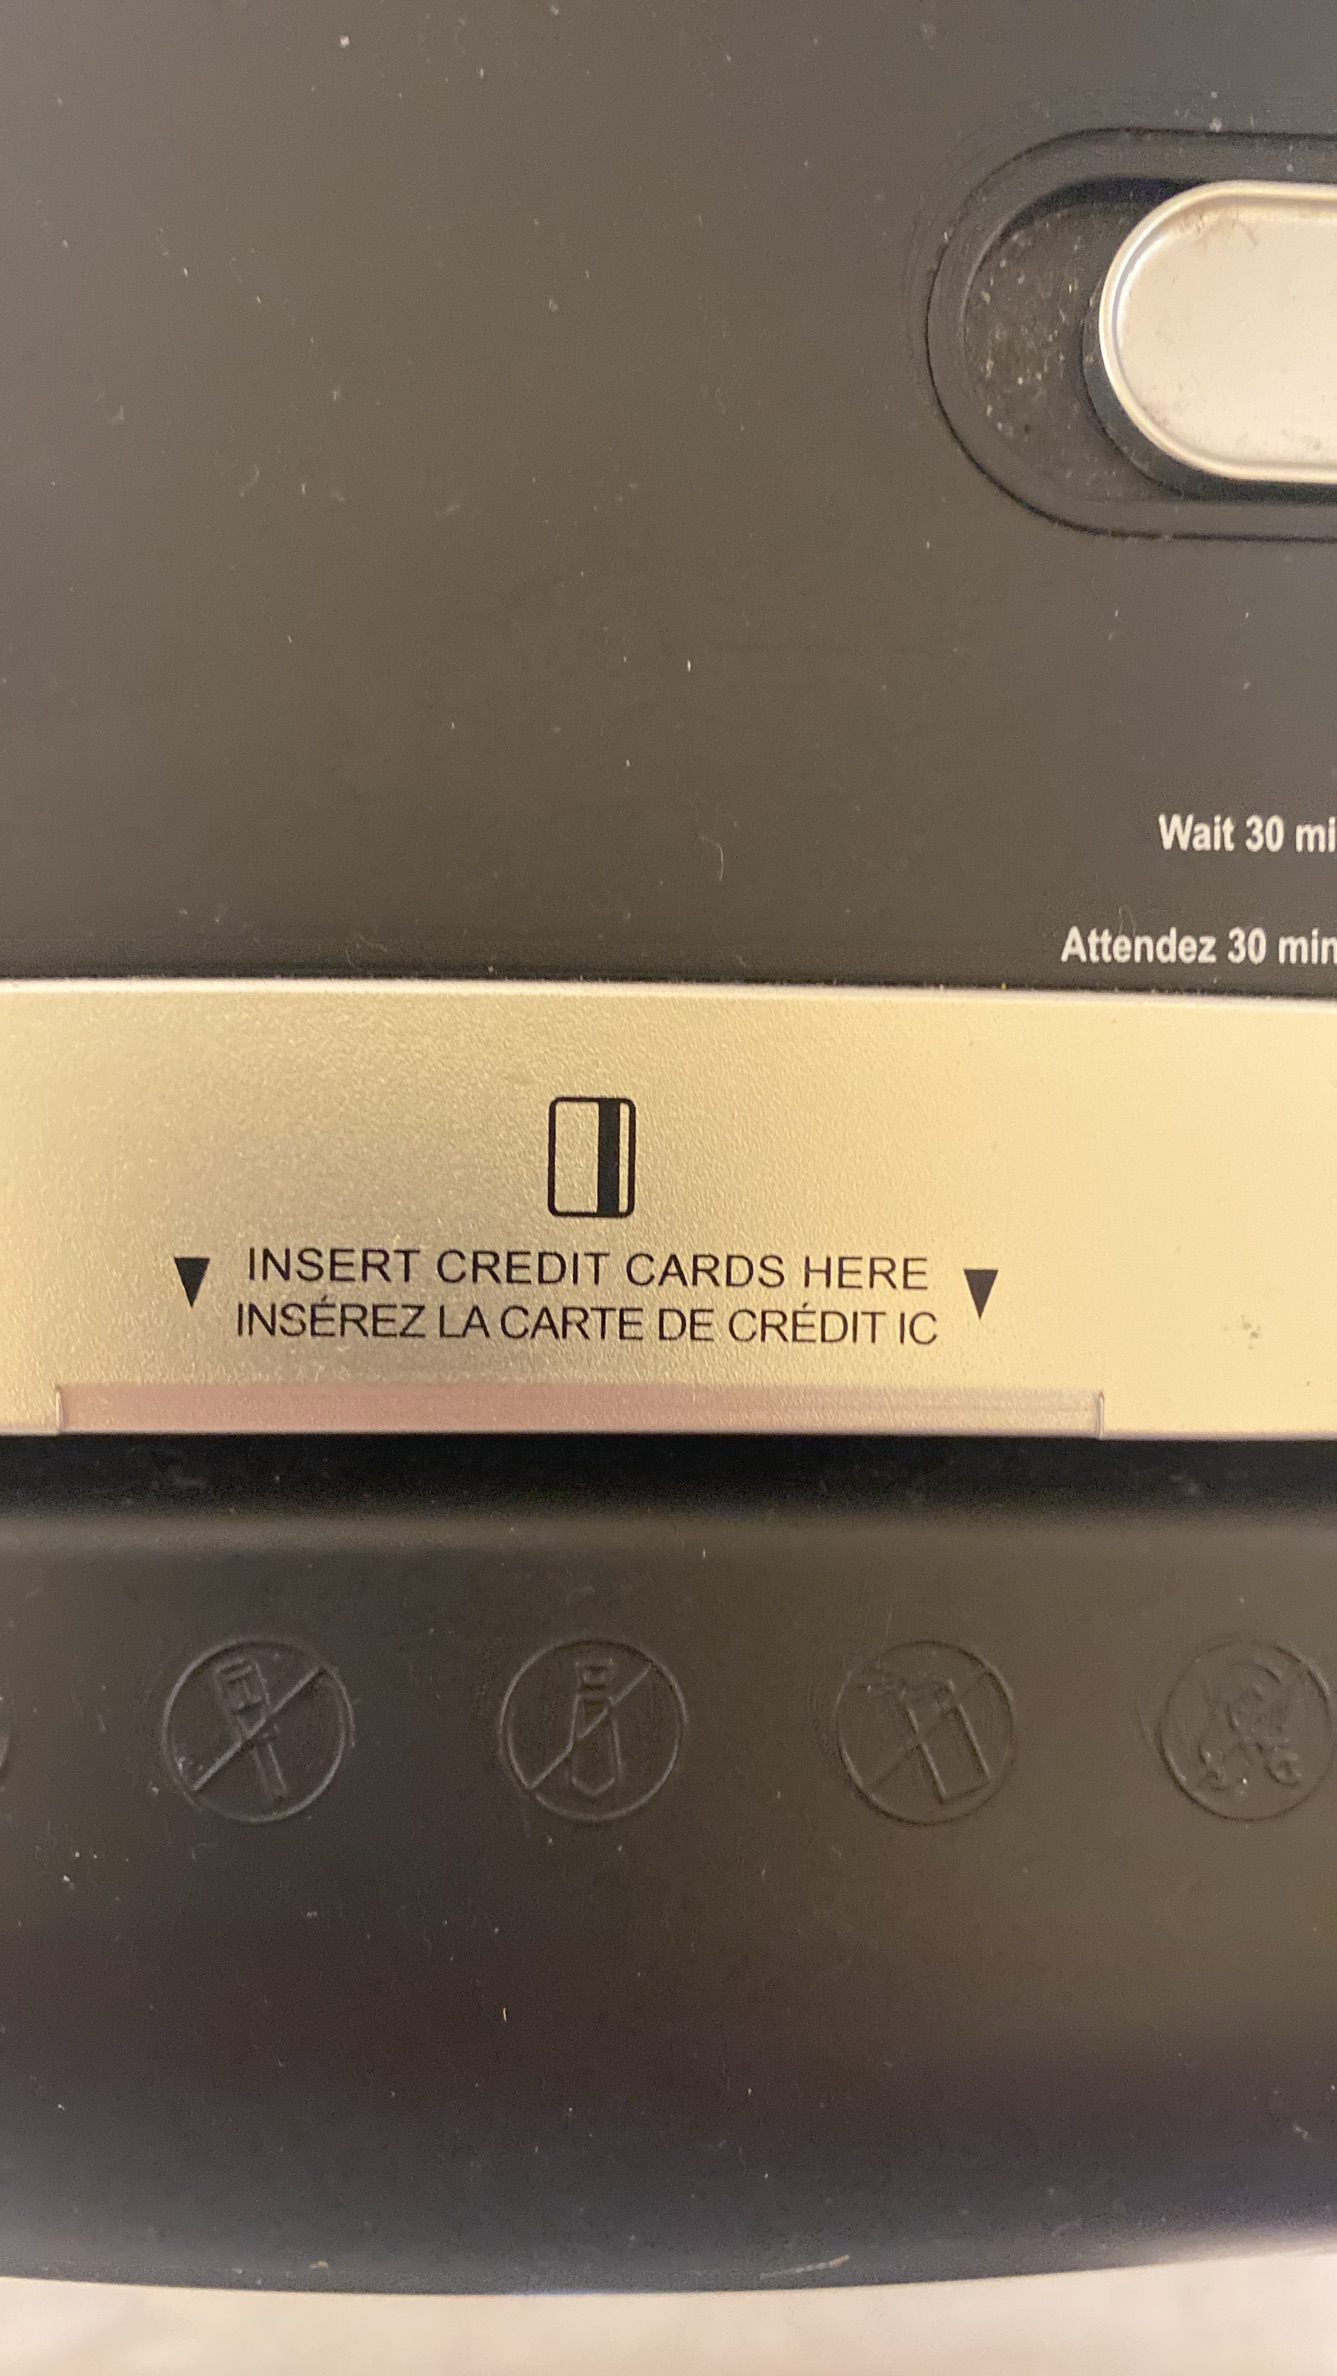 Wait 30 mi
Attendez 30 min
INSERT CREDIT CARDS HERE
INSÉREZ LA CARTE DE CRÉDIT IC